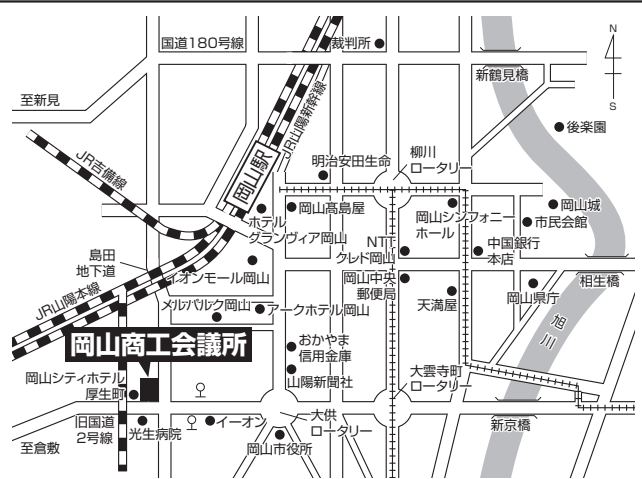 国道180号線
裁判所
N
S
新鶴見橋
至新見
後楽園
JR山陽新幹線
岡山駅
JR吉備線
明治安田生命
柳川
ロータリー
岡山高島屋
ホテル
グランヴィア岡山
岡山シンフォニー
ホール
岡山城
市民会館
NTT
クレド岡山
中国銀行
本店
島田
地下道
イオンモール岡山
岡山中央
郵便局
天満屋
岡山県庁
相生橋
JR山陽本線
メルパルク岡山
アークホテル岡山
旭川
岡山商工会議所
おかやま
信用金庫
山陽新聞社
大雲寺町
ロータリー
岡山シティホテル
厚生町
旧国道
2号線
光生病院
イーオン
大供
ロータリー
岡山市役所
新京橋
至倉敷